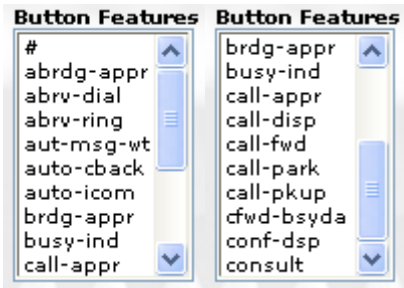 Button Features
#
abrdg-appr
abrv-dial
abrv-ring
aut-msg-wt
auto-cback
auto-icom
brdg-appr
busy-ind
call-appr
Button Features
brdg-appr
busy-ind
call-appr
call-disp
call-fwd
call-park
call-pkup
cfwd-bsyda
conf-dsp
consult